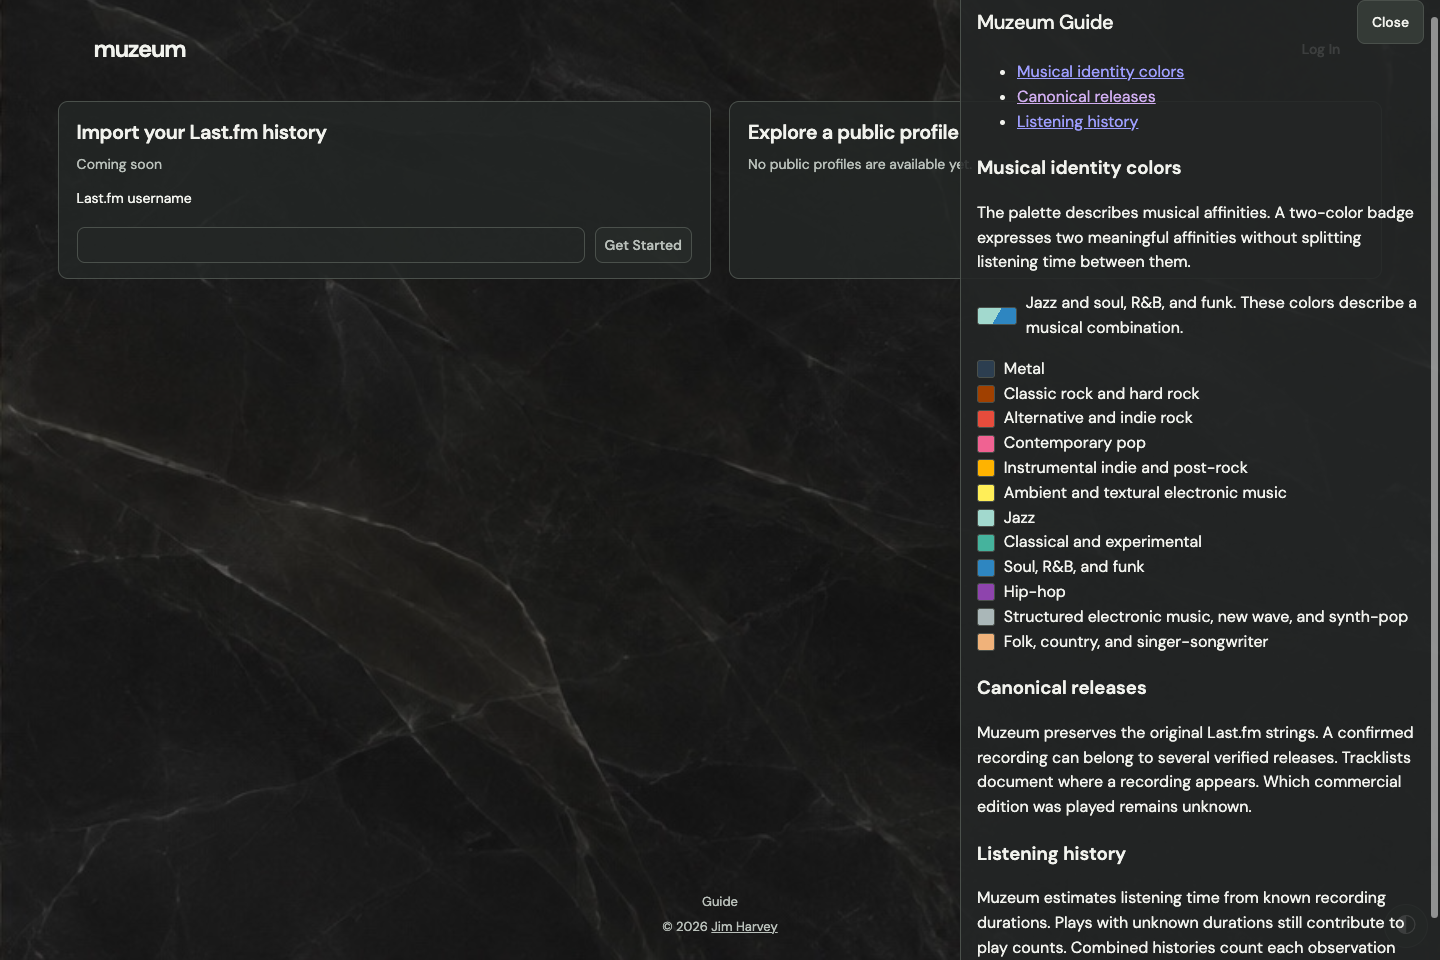 muzeum
Log In
Import your Last.fm history
Coming soon
Last.fm username
Get Started
Explore a public profile
No public profiles are available yet.
Muzeum Guide
Close
Musical identity colors
Canonical releases
Listening history
Musical identity colors
The palette describes musical affinities. A two-color badge
expresses two meaningful affinities without splitting
listening time between them.
Jazz and soul, R&B, and funk. These colors describe a
musical combination.
Metal
Classic rock and hard rock
Alternative and indie rock
Contemporary pop
Instrumental indie and post-rock
Ambient and textural electronic music
Jazz
Classical and experimental
Soul, R&B, and funk
Hip-hop
Structured electronic music, new wave, and synth-pop
Folk, country, and singer-songwriter
Canonical releases
Muzeum preserves the original Last.fm strings. A confirmed
recording can belong to several verified releases. Tracklists
document where a recording appears. Which commercial
edition was played remains unknown.
Listening history
Muzeum estimates listening time from known recording
durations. Plays with unknown durations still contribute to
play counts. Combined histories count each observation
Guide
© 2026 Jim Harvey